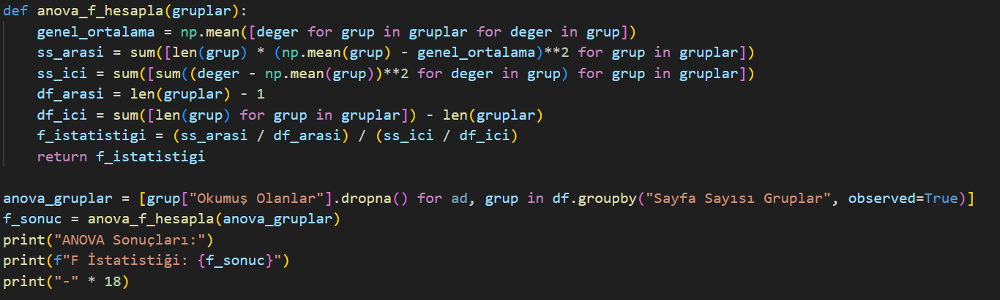 def anova_f_hesapla(gruplar):
    genel_ortalama = np.mean([deger for grup in gruplar for deger in grup])
    ss_arasi = sum([len(grup) * (np.mean(grup) - genel_ortalama)**2 for grup in gruplar])
    ss_ici = sum([sum((deger - np.mean(grup))**2 for deger in grup) for grup in gruplar])
    df_arasi = len(gruplar) - 1
    df_ici = sum([len(grup) for grup in gruplar]) - len(gruplar)
    f_istatistigi = (ss_arasi / df_arasi) / (ss_ici / df_ici)
    return f_istatistigi

anova_gruplar = [grup["Okumuş Olanlar"].dropna() for ad, grup in df.groupby("Sayfa Sayısı Gruplar", observed=True)]
f_sonuc = anova_f_hesapla(anova_gruplar)
print("ANOVA Sonuçları:")
print(f"F İstatistiği: {f_sonuc}")
print("-" * 18)